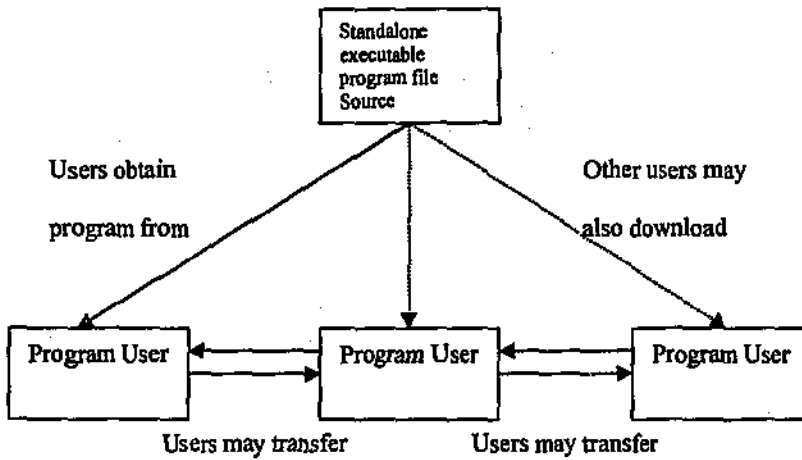 Standalone
executable
program file
Source
Users obtain
program from
Other users may
also download
Program User
Program User
Program User
Users may transfer
Users may transfer